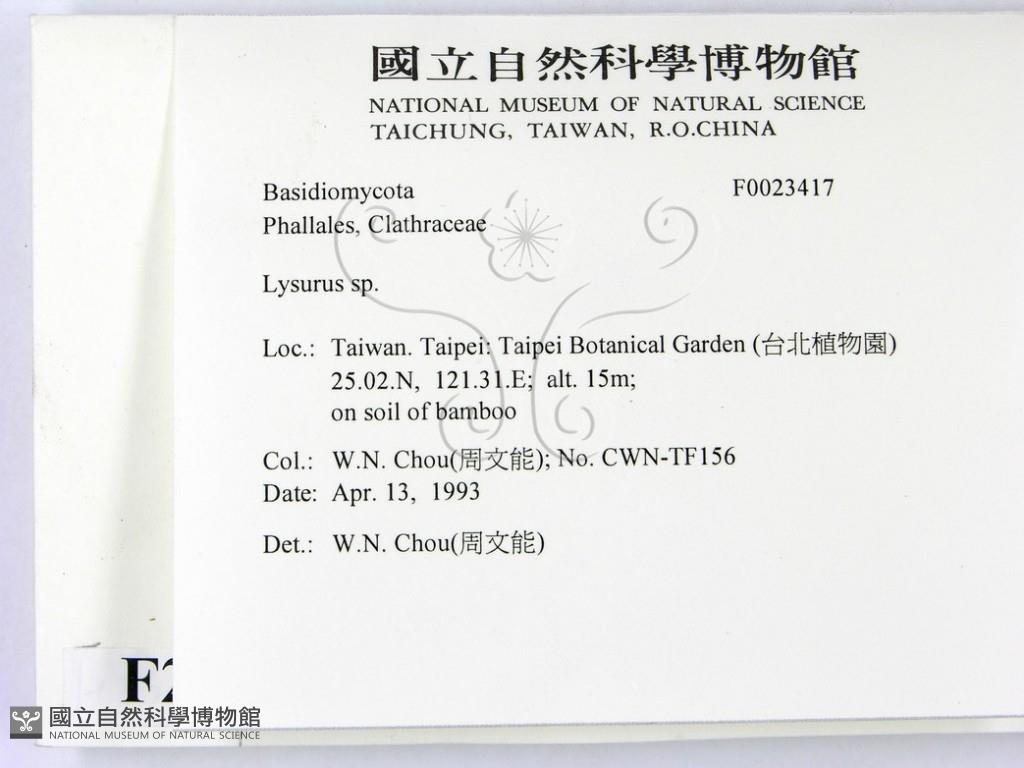 國立自然科學博物館
NATIONAL MUSEUM OF NATURAL SCIENCE
TAICHUNG, TAIWAN, R.O.CHINA
Basidiomycota F0023417
Phallales, Clathraceae
Lysurus sp.
Loc.: Taiwan. Taipei: Taipei Botanical Garden (台北植物園)
25.02.N, 121.31.E; alt. 15m;
on soil of bamboo
Col.: W.N. Chou(周文能); No. CWN-TF156
Date: Apr. 13, 1993
Det.: W.N. Chou(周文能)
國立自然科學博物館
NATIONAL MUSEUM OF NATURAL SCIENCE